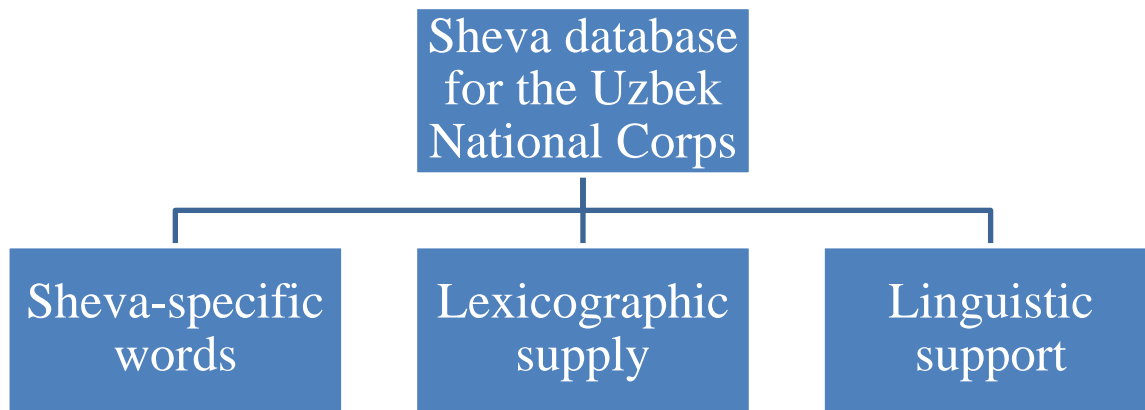 Sheva database
for the Uzbek
National Corps
Sheva-specific
words
Lexicographic
supply
Linguistic
support